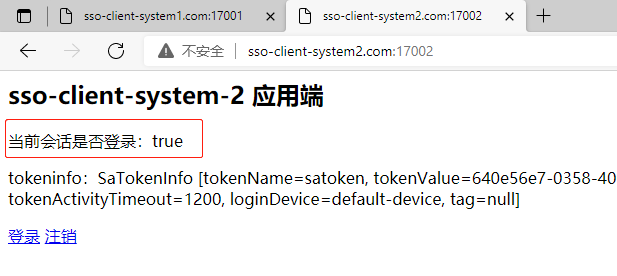 sso-client-system1.com:17001
sso-client-system2.com:17002
不安全 sso-client-system2.com:17002
sso-client-system-2 应用端
当前会话是否登录：true
tokeninfo：SaTokenInfo [tokenName=satoken, tokenValue=640e56e7-0358-40
tokenActivityTimeout=1200, loginDevice=default-device, tag=null]
登录 注销